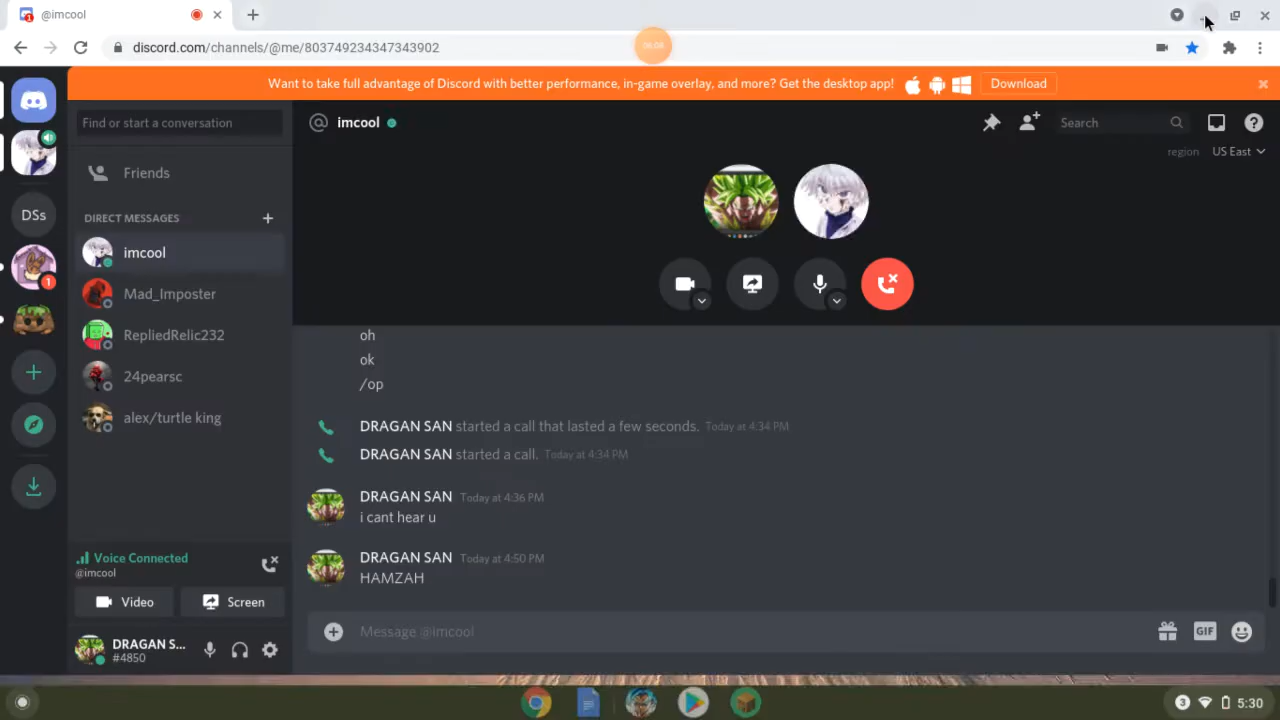 @imcool
discord.com/channels/@me/803749234347343902
Want to take full advantage of Discord with better performance, in-game overlay, and more? Get the desktop app!
Download
Find or start a conversation
imcool
Search
region US East
Friends
DSs
DIRECT MESSAGES
imcool
1
Mad_Imposter
RepliedRelic232
24pearsc
alex/turtle king
oh
ok
/op
DRAGAN SAN started a call that lasted a few seconds. Today at 4:34 PM
DRAGAN SAN started a call. Today at 4:34 PM
DRAGAN SAN Today at 4:36 PM
i cant hear u
DRAGAN SAN Today at 4:50 PM
HAMZAH
Voice Connected
@imcool
Video
Screen
DRAGAN S...
#4850
Message @imcool
GIF
3
5:30